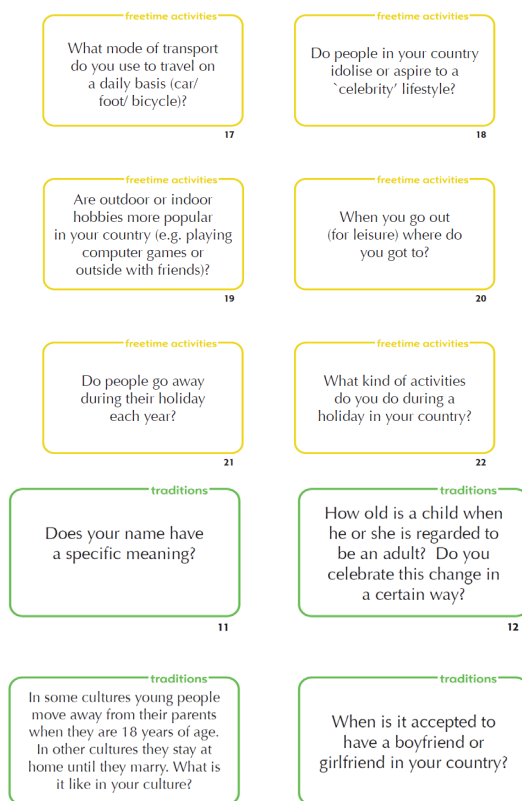 freetime activities
What mode of transport
do you use to travel on
a daily basis (car/
foot/ bicycle)?
17
freetime activities
Do people in your country
idolise or aspire to a
`celebrity' lifestyle?
18
freetime activities
Are outdoor or indoor
hobbies more popular
in your country (e.g. playing
computer games or
outside with friends)?
19
freetime activities
When you go out
(for leisure) where do
you got to?
20
freetime activities
Do people go away
during their holiday
each year?
21
freetime activities
What kind of activities
do you do during a
holiday in your country?
22
traditions
Does your name have
a specific meaning?
11
traditions
How old is a child when
he or she is regarded to
be an adult?  Do you
celebrate this change in
a certain way?
12
traditions
In some cultures young people
move away from their parents
when they are 18 years of age.
In other cultures they stay at
home until they marry. What is
it like in your culture?
traditions
When is it accepted to
have a boyfriend or
girlfriend in your country?